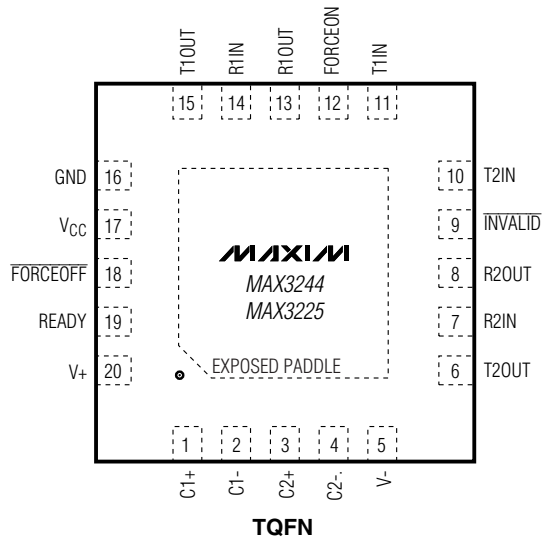 T1OUT R1IN R1OUT FORCEON T1IN
15 14 13 12 11
GND 16
10 T2IN
VCC 17
9 INVALID
FORCEOFF 18
8 R2OUT
READY 19
7 R2IN
V+ 20
6 T2OUT
MAXIM
MAX3244
MAX3225
EXPOSED PADDLE
1 2 3 4 5
C1+ C1- C2+ C2-. V-
TQFN